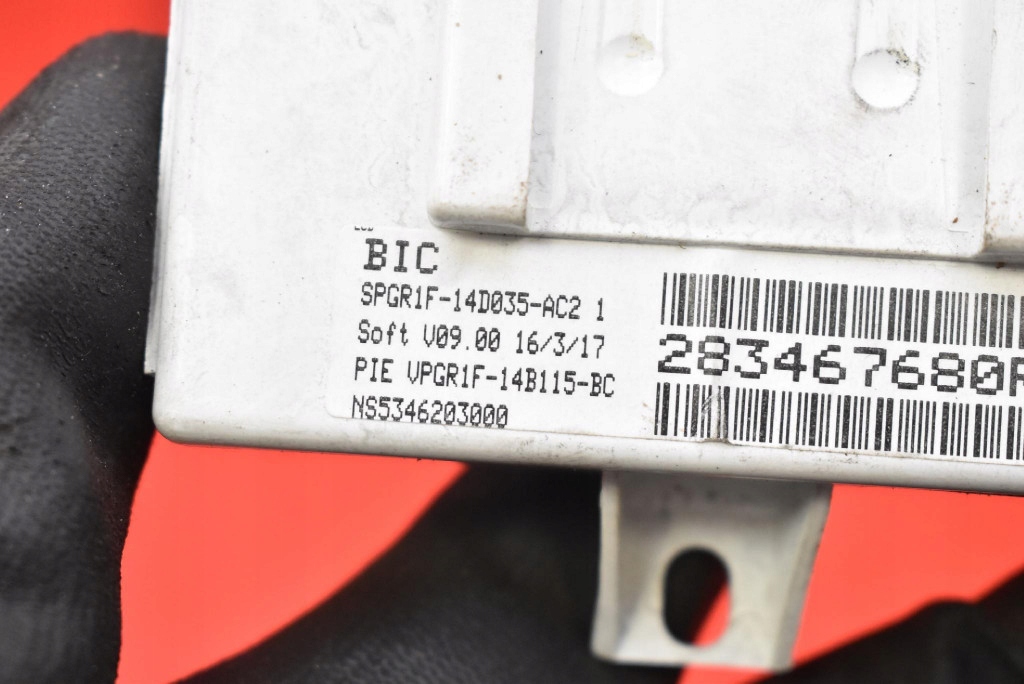 BIC
SPGR1F-14D035-AC2 1
Soft V09.00 16/3/17
PIE VPGR1F-14B115-BC
NS5346203000
283467680R